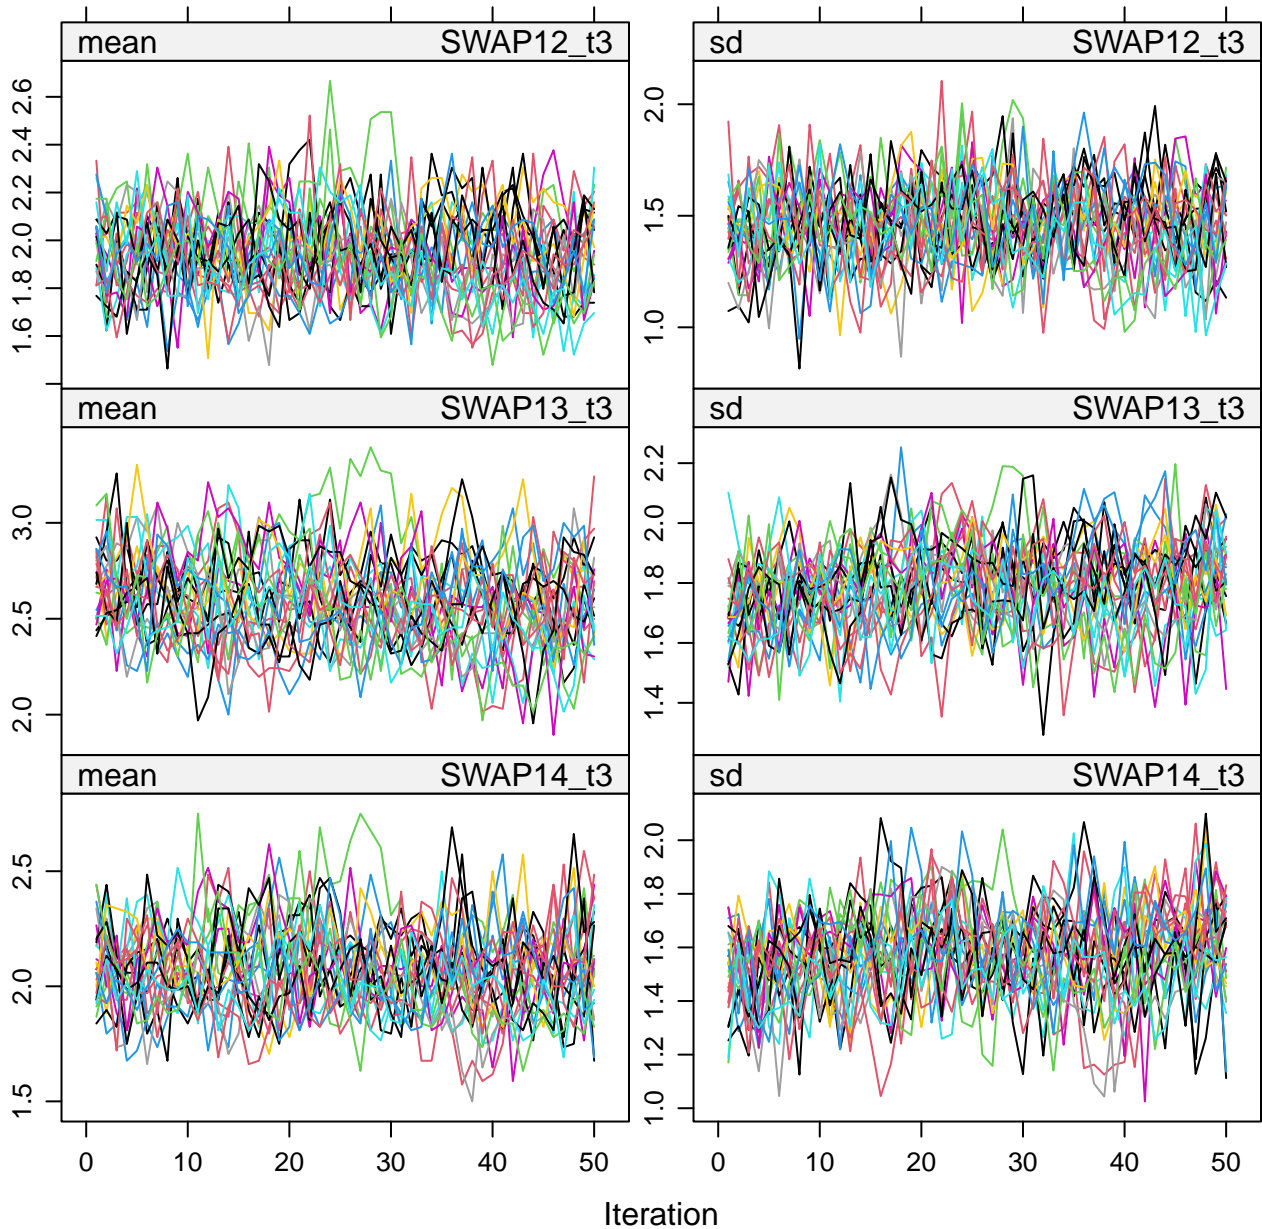 mean SWAP12_t3
sd SWAP12_t3
1.6 1.8 2.0 2.2 2.4 2.6
1.0 1.5 2.0
mean SWAP13_t3
sd SWAP13_t3
2.0 2.5 3.0
1.4 1.6 1.8 2.0 2.2
mean SWAP14_t3
sd SWAP14_t3
1.5 2.0 2.5
1.0 1.2 1.4 1.6 1.8 2.0
0 10 20 30 40 50
0 10 20 30 40 50
Iteration